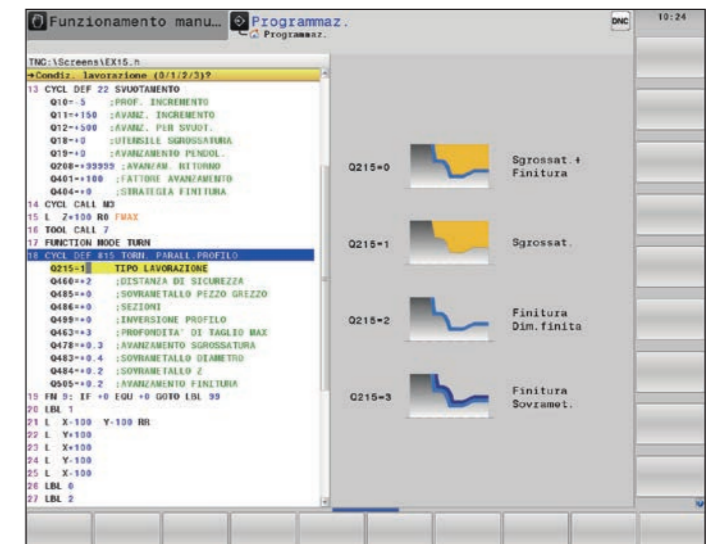 Funzionamento manu... Programmaz. DNC 10:24
Programmaz.
TNC:\Screens\EX15.h
→Condiz. lavorazione (0/1/2/3)?
13 CYCL DEF 22 SVUOTAMENTO
Q10=-5 ;PROF. INCREMENTO
Q11=+150 ;AVANZ. INCREMENTO
Q12=+500 ;AVANZ. PER SVUOT.
Q18=+0 ;UTENSILE SGROSSATURA
Q19=+0 ;AVANZAMENTO PENDOL.
Q208=+99999 ;AVANZAM. RITORNO
Q401=+100 ;FATTORE AVANZAMENTO
Q404=+0 ;STRATEGIA FINITURA
14 CYCL CALL M3
15 L Z+100 R0 FMAX
16 TOOL CALL 7
17 FUNCTION MODE TURN
18 CYCL DEF 815 TORN. PARALL.PROFILO
Q215=1 TIPO LAVORAZIONE
Q460=+2 ;DISTANZA DI SICUREZZA
Q485=+0 ;SOVRAMETALLO PEZZO GREZZO
Q486=+0 ;SEZIONI
Q499=+0 ;INVERSIONE PROFILO
Q463=+3 ;PROFONDITA' DI TAGLIO MAX
Q478=+0.3 ;AVANZAMENTO SGROSSATURA
Q483=+0.4 ;SOVRAMETALLO DIAMETRO
Q484=+0.2 ;SOVRAMETALLO Z
Q505=+0.2 ;AVANZAMENTO FINITURA
19 FN 9: IF +0 EQU +0 GOTO LBL 99
20 LBL 1
21 L X-100 Y-100 RR
22 L Y+100
23 L X+100
24 L Y-100
25 L X-100
26 LBL 0
27 LBL 2
Q215=0 Sgrossat.+
Finitura
Q215=1 Sgrossat.
Q215=2 Finitura
Dim.finita
Q215=3 Finitura
Sovramet.